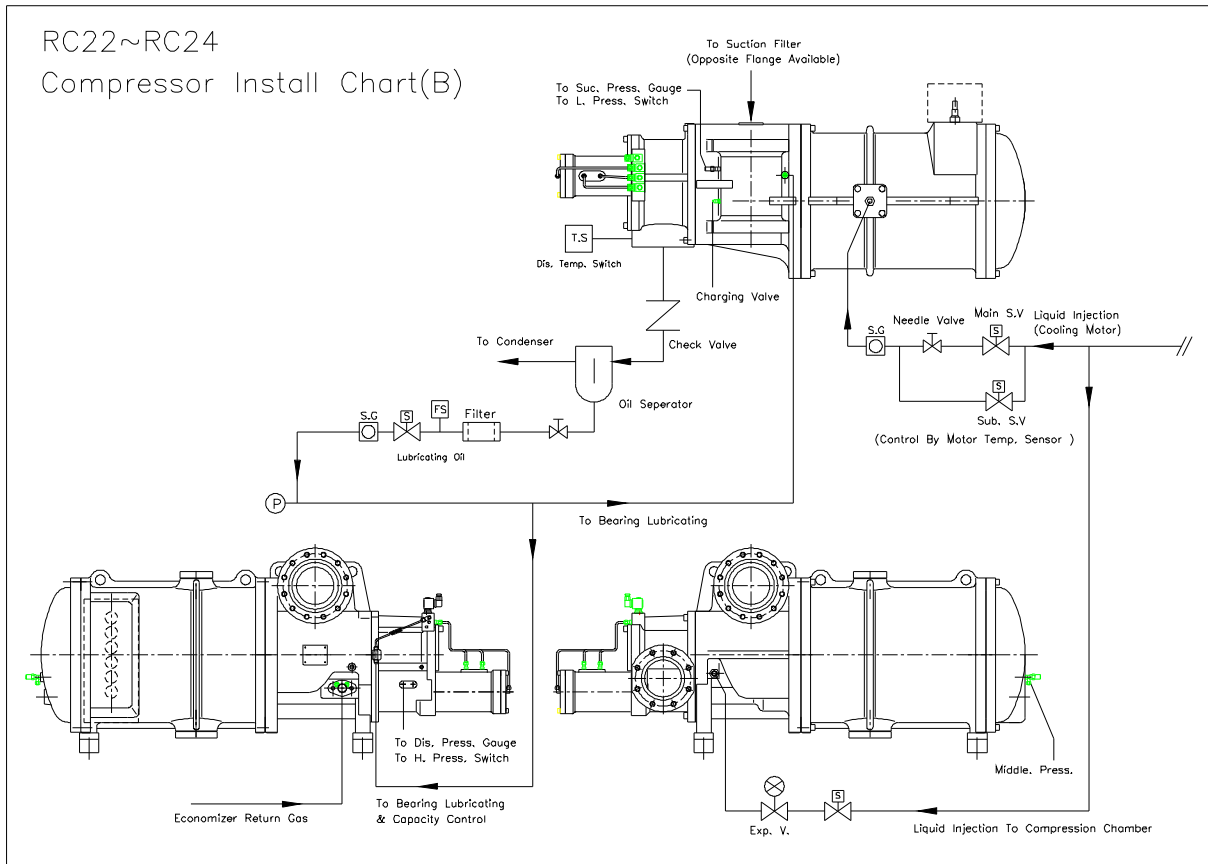 RC22~RC24
Compressor Install Chart(B)
To Suction Filter
(Opposite Flange Available)
To Suc. Press. Gauge
To L. Press. Switch
T.S
Dis. Temp. Switch
Charging Valve
Check Valve
To Condenser
Oil Seperator
S.G
S
FS
Filter
Lubricating Oil
S.G
Needle Valve
Main S.V
S
Liquid Injection
(Cooling Motor)
S
Sub. S.V
(Control By Motor Temp. Sensor )
P
To Bearing Lubricating
To Dis. Press. Gauge
To H. Press. Switch
Middle. Press.
Economizer Return Gas
To Bearing Lubricating
& Capacity Control
S
Exp. V.
Liquid Injection To Compression Chamber